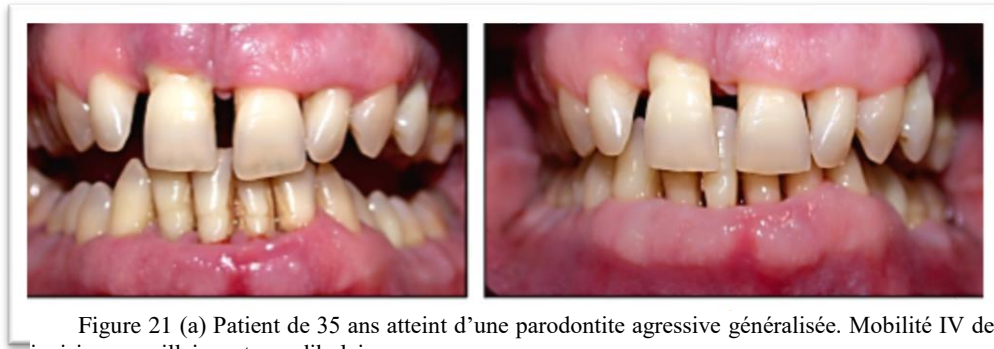 Figure 21 (a) Patient de 35 ans atteint d’une parodontite agressive généralisée. Mobilité IV de